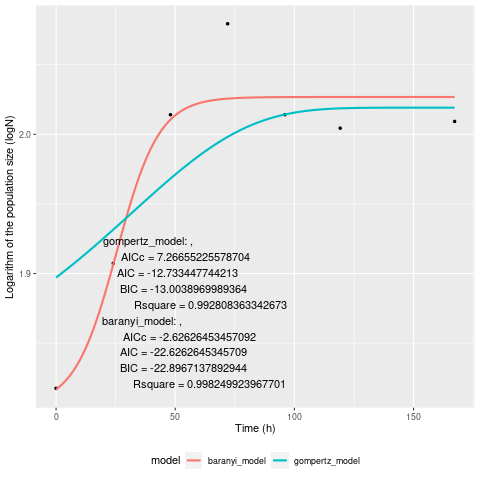 Logarithm of the population size (logN)
2.0
1.9
gompertz_model: ,
AICc = 7.26655225578704
AIC = -12.733447744213
BIC = -13.0038969989364
Rsquare = 0.992808363342673
baranyi_model: ,
AICc = -2.62626453457092
AIC = -22.6262645345709
BIC = -22.8967137892944
Rsquare = 0.998249923967701
0 50 100 150
Time (h)
model baranyi_model gompertz_model